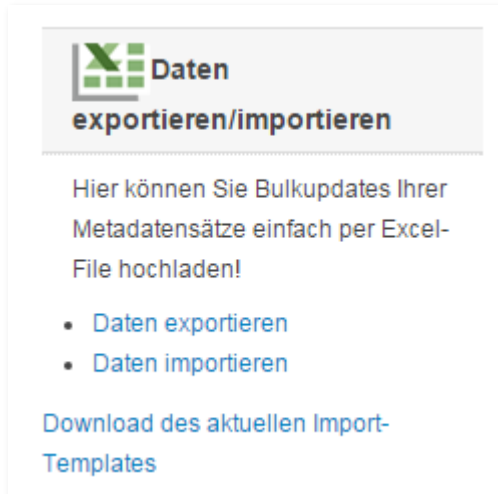 Daten
exportieren/importieren
Hier können Sie Bulkupdates Ihrer
Metadatensätze einfach per Excel-
File hochladen!
• Daten exportieren
• Daten importieren
Download des aktuellen Import-
Templates